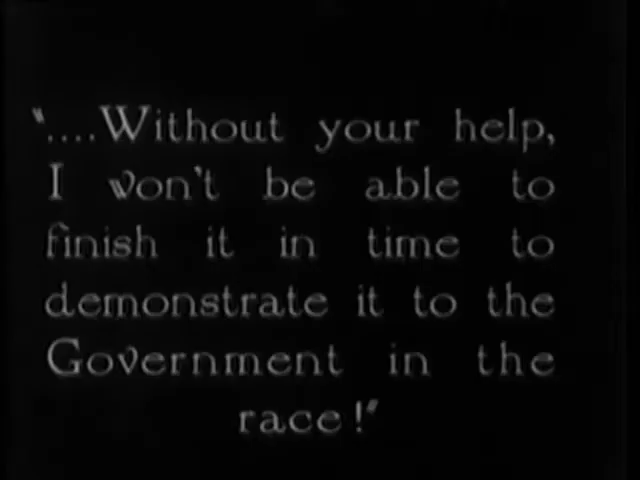 "....Without your help,
I won't be able to
finish it in time to
demonstrate it to the
Government in the
race!"